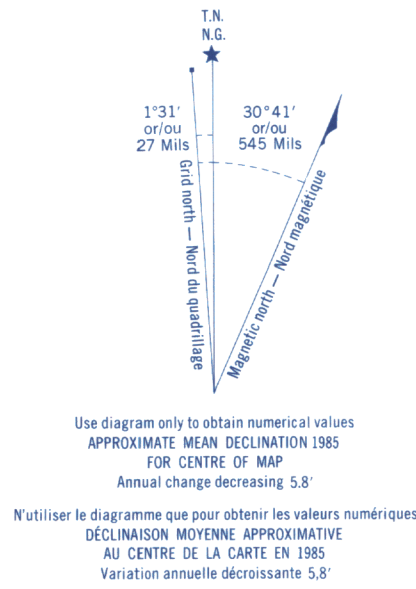 T.N.
N.G.
1°31′
or/ou
27 Mils
30°41′
or/ou
545 Mils
Grid north — Nord du quadrillage
Magnetic north — Nord magnétique
Use diagram only to obtain numerical values
APPROXIMATE MEAN DECLINATION 1985
FOR CENTRE OF MAP
Annual change decreasing 5.8′
N'utiliser le diagramme que pour obtenir les valeurs numériques
DÉCLINAISON MOYENNE APPROXIMATIVE
AU CENTRE DE LA CARTE EN 1985
Variation annuelle décroissante 5,8′